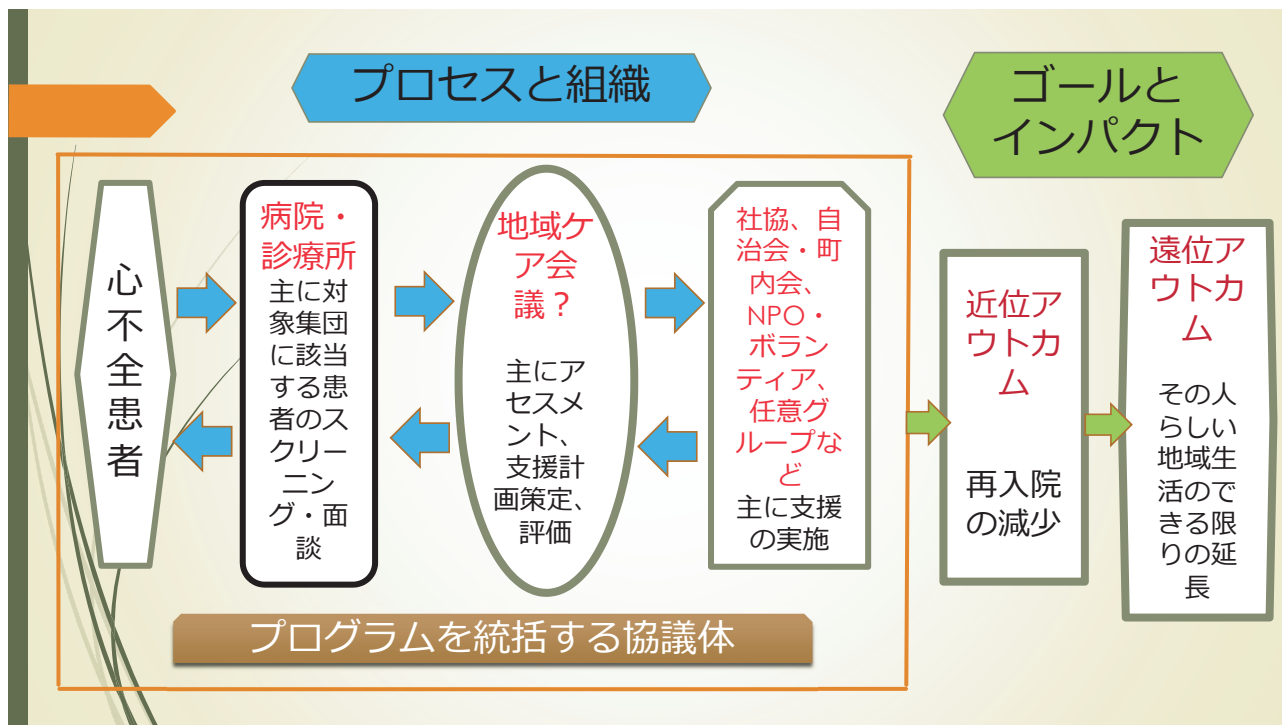 プロセスと組織
ゴールと
インパクト
心
不
全
患
者
病院・
診療所
主に対
象集団
に該当
する患
者のス
クリー
ニン
グ・面
談
地域ケ
ア会
議？
主にア
セスメ
ント、
支援計
画策定、
評価
社協、自
治会・町
内会、
NPO・
ボラン
ティア、
任意グ
ループな
ど
主に支援
の実施
近位ア
ウトカ
ム
再入院
の減少
遠位ア
ウトカ
ム
その人
らしい
地域生
活ので
きる限
りの延
長
プログラムを統括する協議体